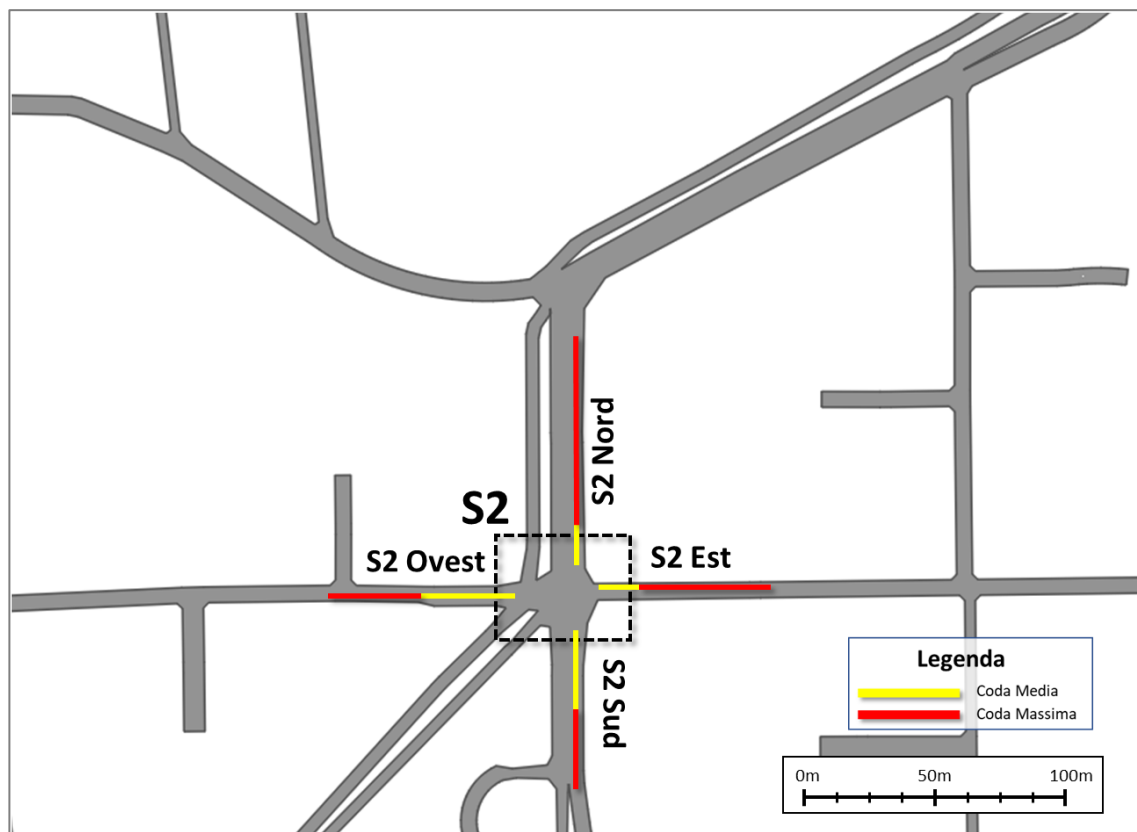 S2 Nord
S2
S2 Ovest
S2 Est
S2 Sud
Legenda
Coda Media
Coda Massima
0m 50m 100m